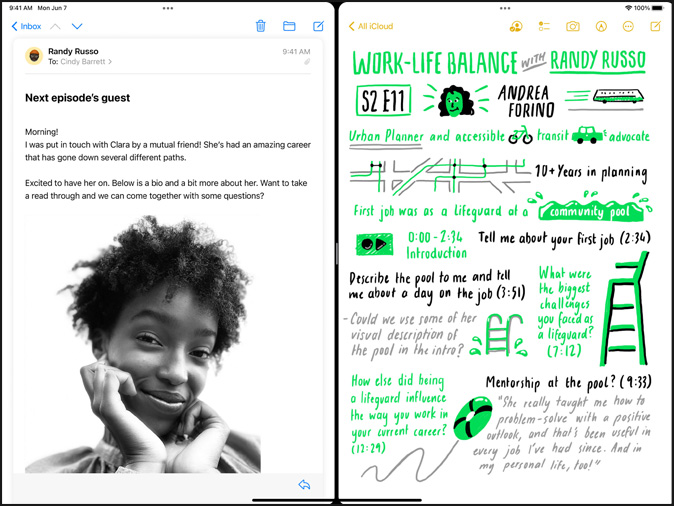 9:41 AM Mon Jun 7
Inbox
Randy Russo
9:41 AM
To: Cindy Barrett
Next episode's guest
Morning!
I was put in touch with Clara by a mutual friend! She's had an amazing career
that has gone down several different paths.
Excited to have her on. Below is a bio and a bit more about her. Want to take
a read through and we can come together with some questions?
100%
All iCloud
WORK-LIFE BALANCE with RANDY RUSSO
S2 E11
ANDREA
FORINO
Urban Planner and accessible transit advocate
10+ Years in planning
First job was as a lifeguard at a community pool
0:00 - 2:34
Introduction
Tell me about your first job (2:34)
Describe the pool to me and tell
me about a day on the job (3:51)
- Could we use some of her
visual description of
the pool in the intro?
What were
the biggest
challenges
you faced as
a lifeguard?
(7:12)
How else did being
a lifeguard influence
the way you work in
your current career?
(12:29)
Mentorship at the pool? (9:33)
"She really taught me how to
problem-solve with a positive
outlook, and that's been useful in
every job I've had since. And in
my personal life, too!"